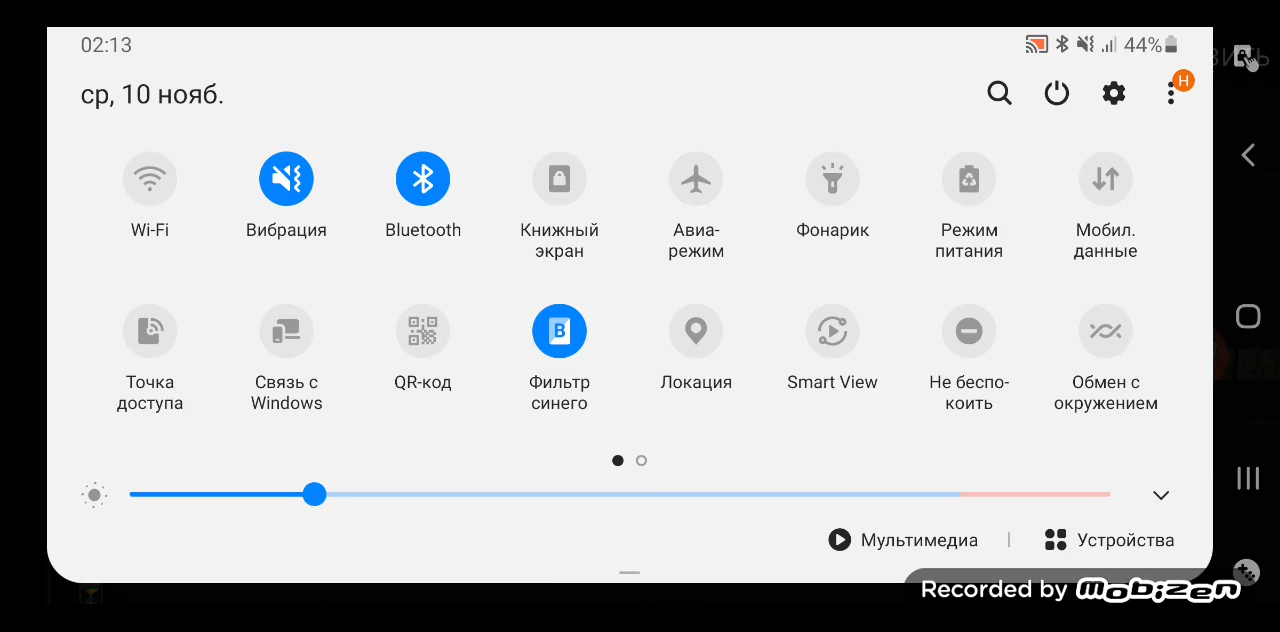 02:13
44%
ср, 10 нояб.
Н
Wi-Fi
Вибрация
Bluetooth
Книжный
экран
Авиа-
режим
Фонарик
Режим
питания
Мобил.
данные
Точка
доступа
Связь с
Windows
QR-код
B
Фильтр
синего
Локация
Smart View
Не беспо-
коить
Обмен с
окружением
Мультимедиа
Устройства
Recorded by Mobizen